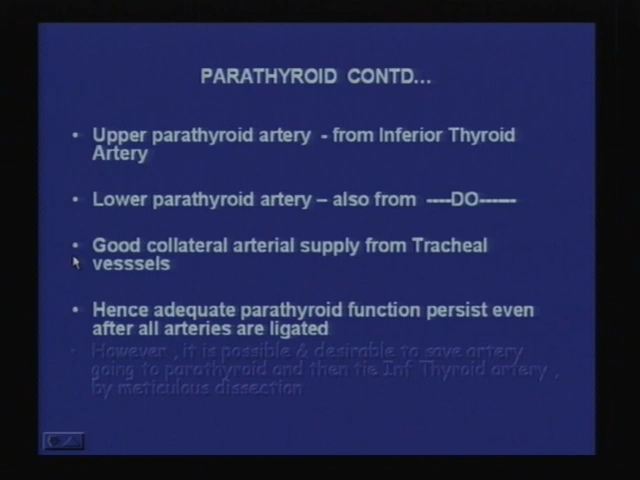 PARATHYROID CONTD...
• Upper parathyroid artery - from Inferior Thyroid
Artery
• Lower parathyroid artery – also from ----DO------
• Good collateral arterial supply from Tracheal
vesssels
• Hence adequate parathyroid function persist even
after all arteries are ligated
• However , it is possible & desirable to save artery
going to parathyroid and then tie Inf Thyroid artery ,
by meticulous dissection